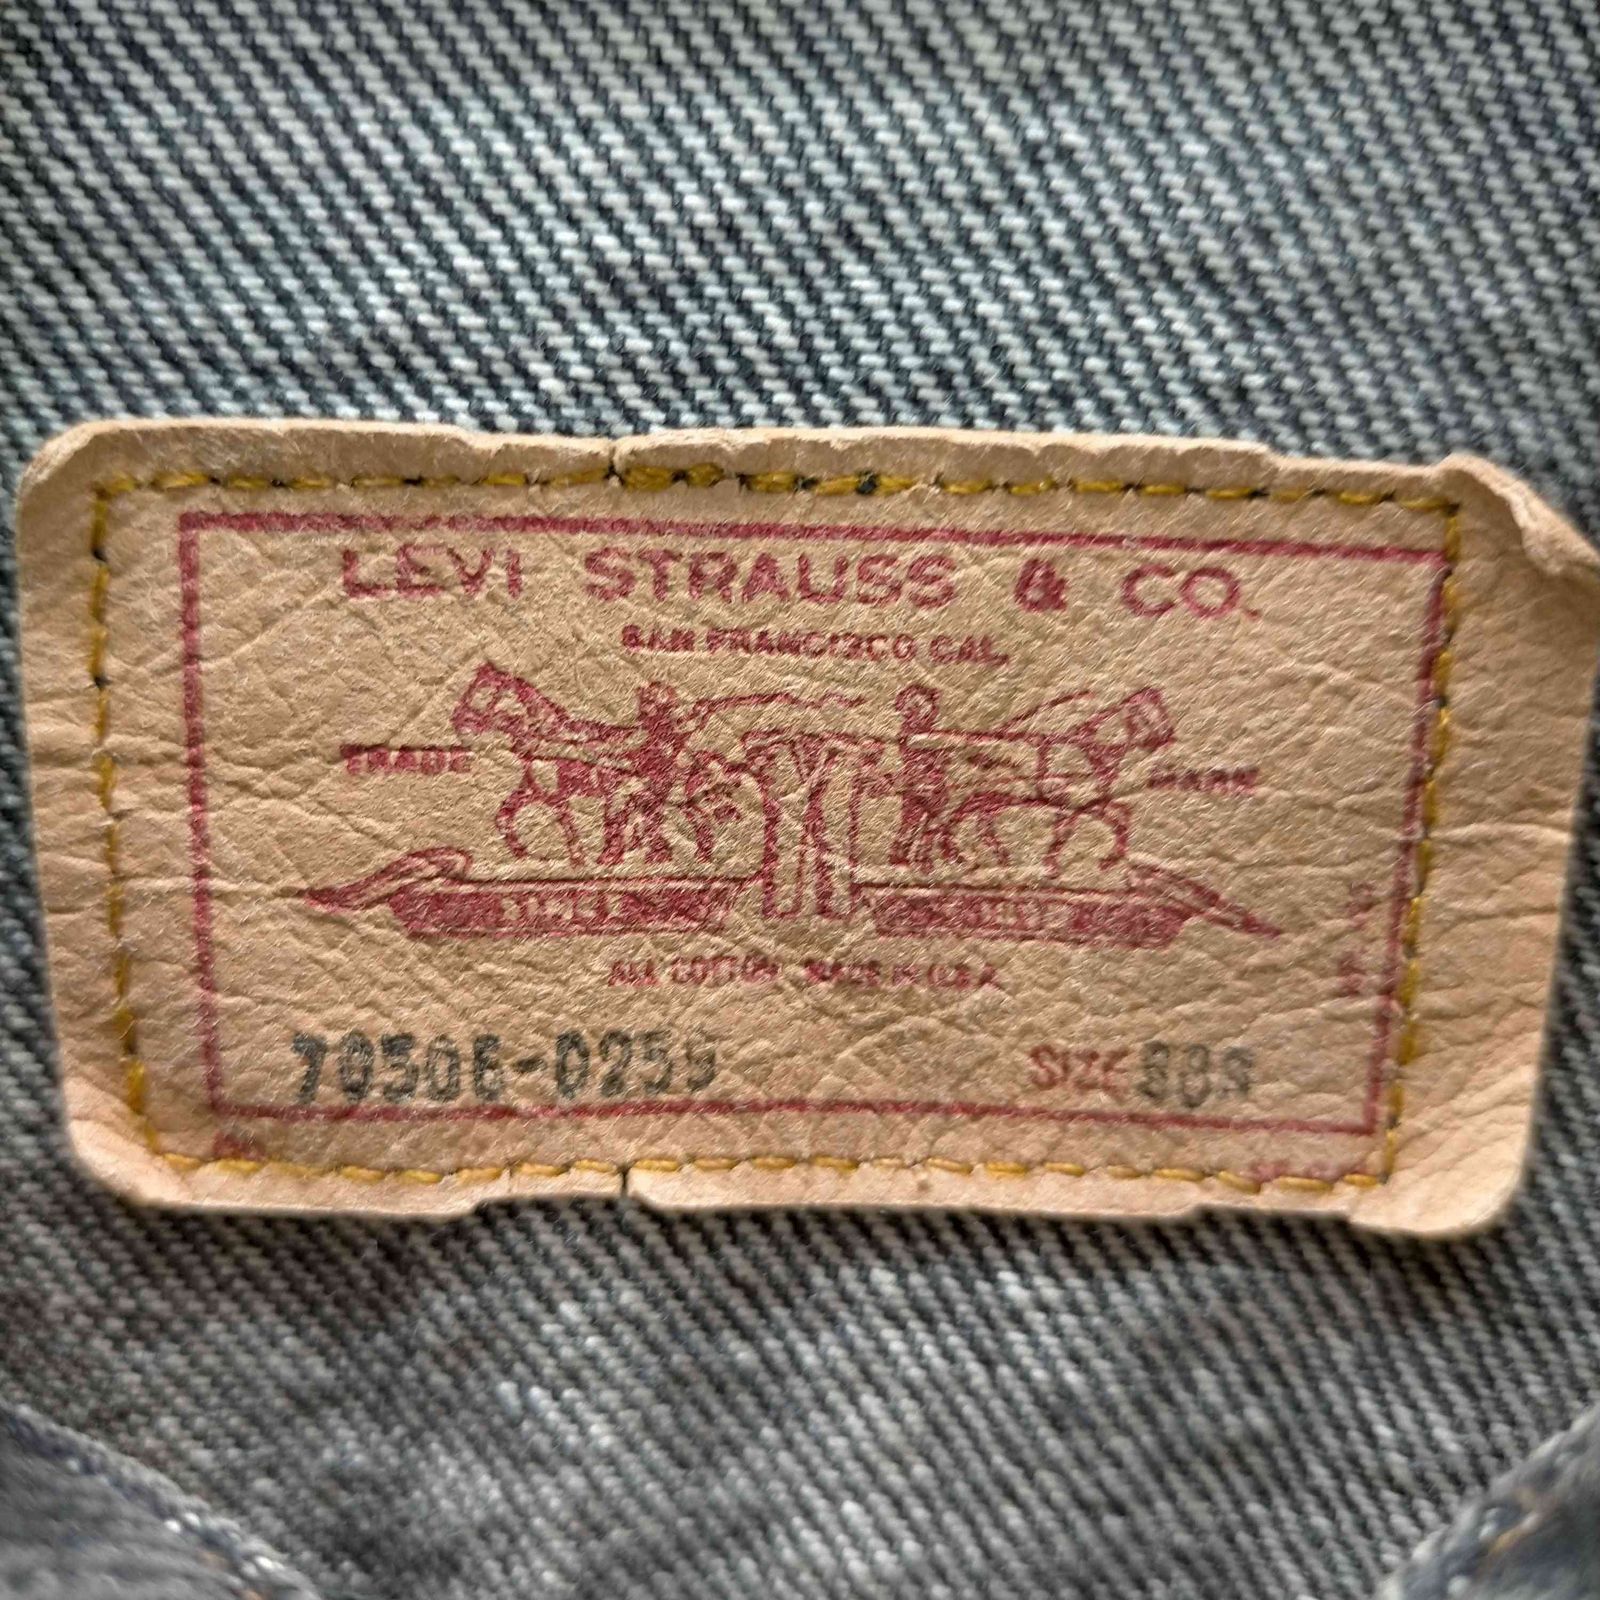 LEVI STRAUSS & CO.
SAN FRANCISCO CAL.
TRADE MARK
ALL COTTON MADE IN U.S.A.
70506-0259
SIZE